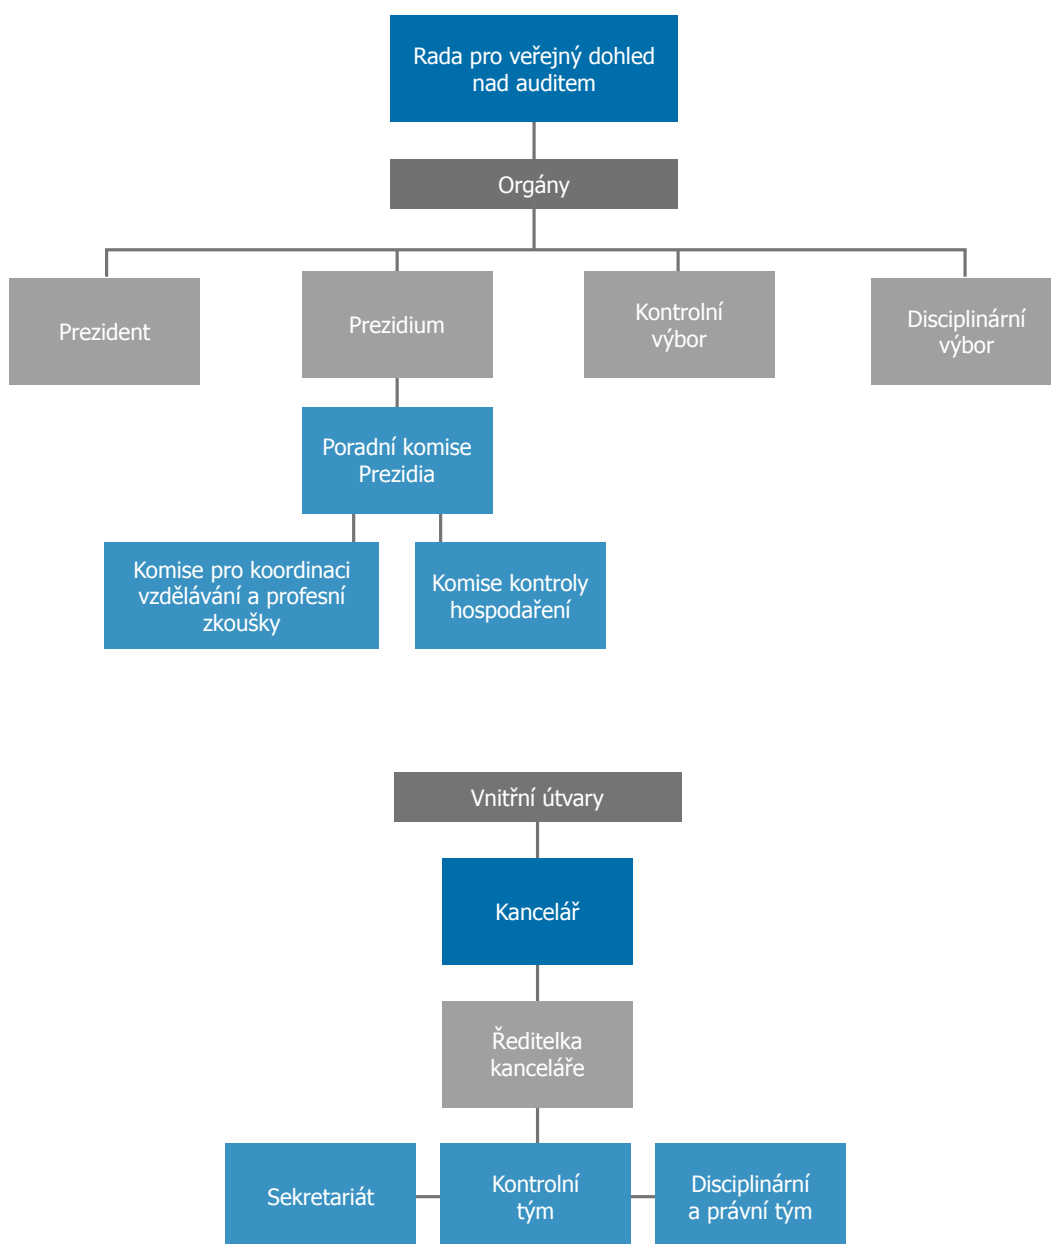 Rada pro veřejný dohled
nad auditem
Orgány
Prezident
Prezidium
Kontrolní
výbor
Disciplinární
výbor
Poradní komise
Prezidia
Komise pro koordinaci
vzdělávání a profesní
zkoušky
Komise kontroly
hospodaření
Vnitřní útvary
Kancelář
Ředitelka
kanceláře
Sekretariát
Kontrolní
tým
Disciplinární
a právní tým